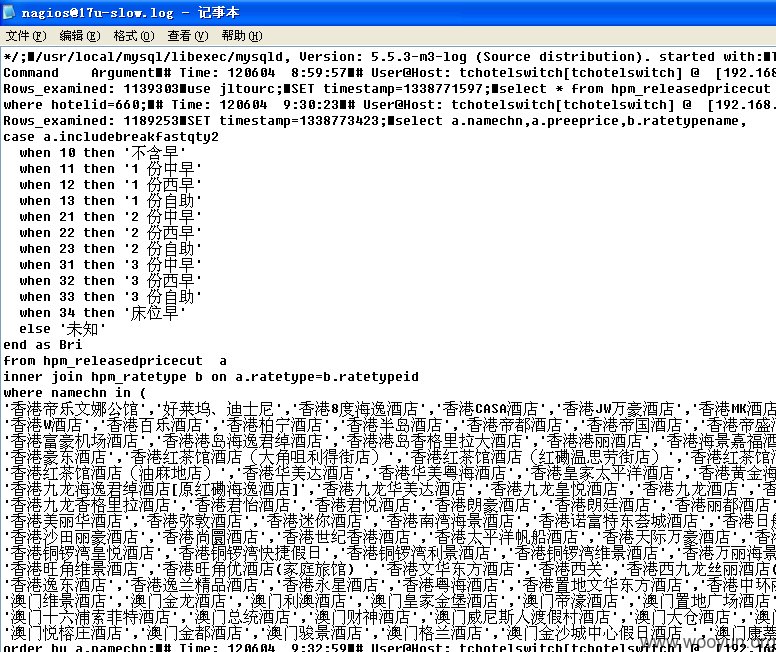 nagios@17u-slow.log - 记事本
文件(F) 编辑(E) 格式(O) 查看(V) 帮助(H)
*/;■/usr/local/mysql/libexec/mysqld, Version: 5.5.3-m3-log (Source distribution). started with:■T
Command Argument■# Time: 120604 8:59:57■# User@Host: tchotelswitch[tchotelswitch] @ [192.168
Rows_examined: 1139303■use jltourc;■SET timestamp=1338771597;■select * from hpm_releasedpricecut
where hotelid=660;■# Time: 120604 9:30:23■# User@Host: tchotelswitch[tchotelswitch] @ [192.168.
Rows_examined: 1189253■SET timestamp=1338773423;■select a.namechn,a.preeprice,b.ratetypename,
case a.includebreakfastqty2
when 10 then '不含早'
when 11 then '1 份中早'
when 12 then '1 份西早'
when 13 then '1 份自助'
when 21 then '2 份中早'
when 22 then '2 份西早'
when 23 then '2 份自助'
when 31 then '3 份中早'
when 32 then '3 份西早'
when 33 then '3 份自助'
when 34 then '床位早'
else '未知'
end as Bri
from hpm_releasedpricecut a
inner join hpm_ratetype b on a.ratetype=b.ratetypeid
where namechn in (
'香港帝乐文娜公馆','好莱坞、迪士尼','香港8度海逸酒店','香港CASA酒店','香港JW万豪酒店','香港MK酒店
'香港W酒店','香港百乐酒店','香港柏宁酒店','香港半岛酒店','香港帝都酒店','香港帝国酒店','香港帝盛
'香港富豪机场酒店','香港港岛海逸君绰酒店','香港港岛香格里拉大酒店','香港港丽酒店','香港海景嘉福酒
'香港豪东酒店','香港红茶馆酒店（大角咀利得街店）','香港红茶馆酒店（红磡温思劳街店）','香港红茶馆
'香港红茶馆酒店（油麻地店）','香港华美达酒店','香港华美粤海酒店','香港皇家太平洋酒店','香港黄金海
'香港九龙海逸君绰酒店[原红磡海逸酒店]','香港九龙华美达酒店','香港九龙皇悦酒店','香港九龙酒店','香
'香港九龙香格里拉酒店','香港君怡酒店','香港君悦酒店','香港朗豪酒店','香港朗廷酒店','香港丽都酒店
'香港美丽华酒店','香港弥敦酒店','香港迷你酒店','香港南湾海景酒店','香港诺富特东荟城酒店','香港日航
'香港沙田丽豪酒店','香港尚圜酒店','香港世纪香港酒店','香港太平洋帆船酒店','香港天际万豪酒店','香
'香港铜锣湾皇悦酒店','香港铜锣湾快捷假日','香港铜锣湾利景酒店','香港铜锣湾维景酒店','香港万丽海景
'香港旺角维景酒店','香港旺角优酒店(家庭旅馆)','香港文华东方酒店','香港西关','香港西九龙丝丽酒店(
'香港逸东酒店','香港逸兰精品酒店','香港永星酒店','香港粤海酒店','香港置地文华东方酒店','香港中环丽
'澳门维景酒店','澳门金龙酒店','澳门利澳酒店','澳门皇家金堡酒店','澳门帝濠酒店','澳门置地广场酒店
'澳门十六浦索菲特酒店','澳门总统酒店','澳门财神酒店','澳门威尼斯人渡假村酒店','澳门大仓酒店','澳
'澳门悦榕庄酒店','澳门金都酒店','澳门骏景酒店','澳门格兰酒店','澳门金沙城中心假日酒店','澳门康莱
order by a.namechn;■# Time: 120604 9:32:59■# User@Host: tchotelswitch[tchotelswitch] @ [192.168